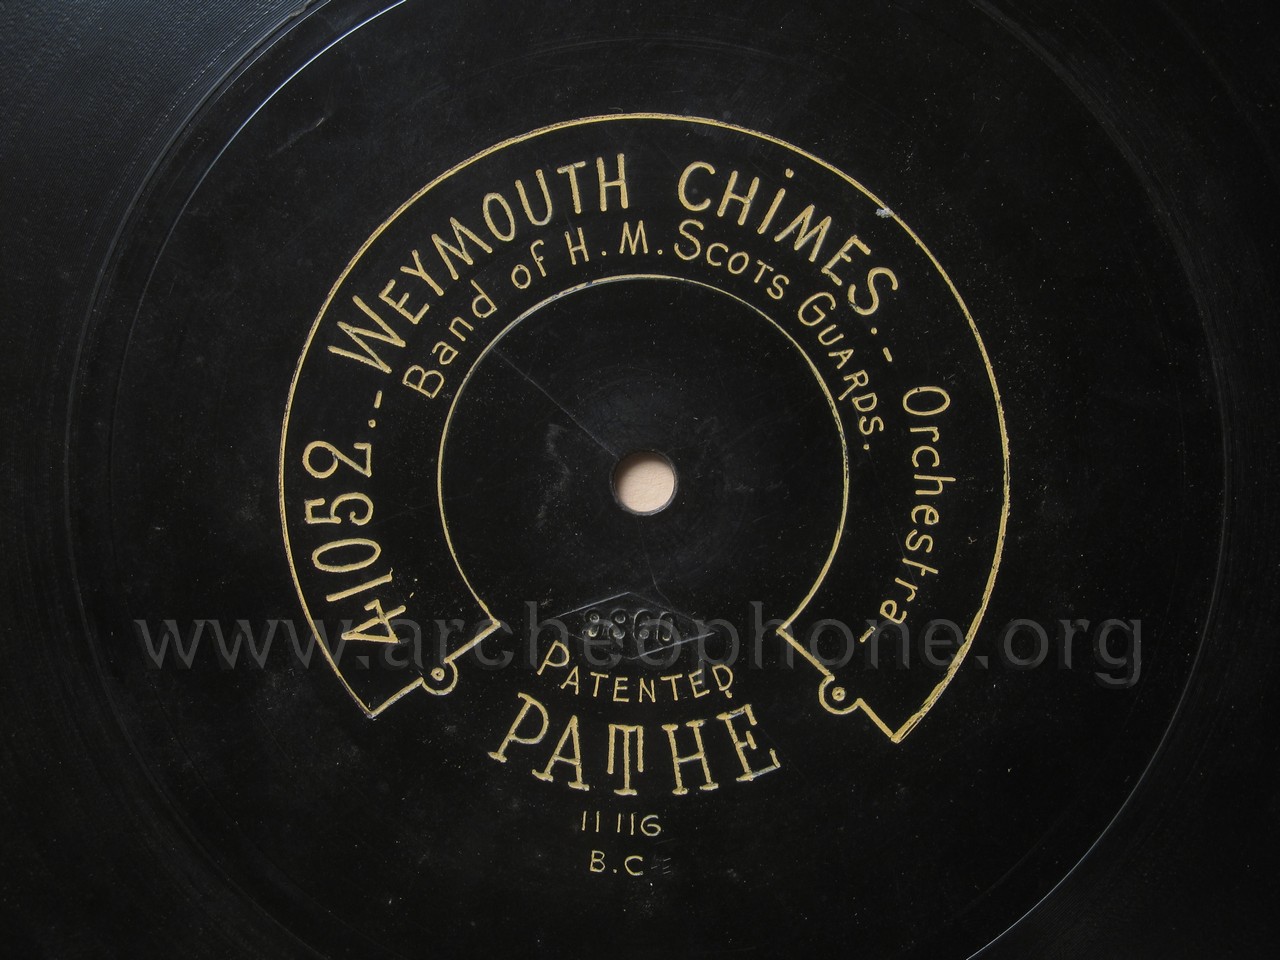 41052..-WEYMOUTH CHiMES.- Orchestra.-
Band of H.M. SCOTS GUARDS.
PATENTED
PATHE
11 116
B.C
www.archeophone.org